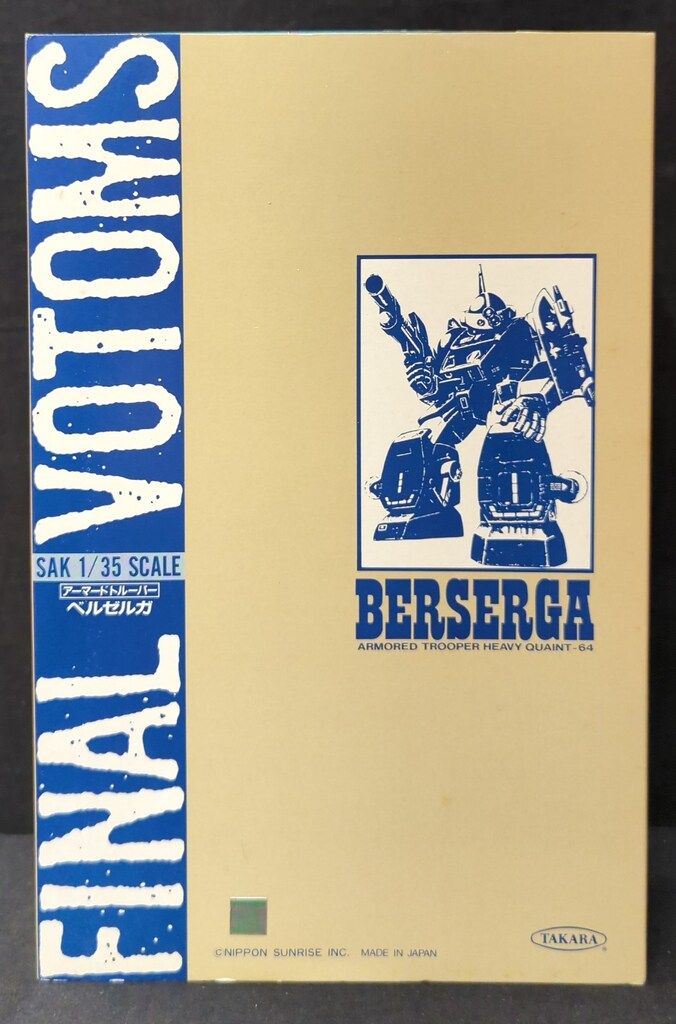 FINAL VOTOMS
SAK 1/35 SCALE
アーマードトルーパー
ベルゼルガ
BERSERGA
ARMORED TROOPER HEAVY QUAINT-64
©NIPPON SUNRISE INC. MADE IN JAPAN
TAKARA
®